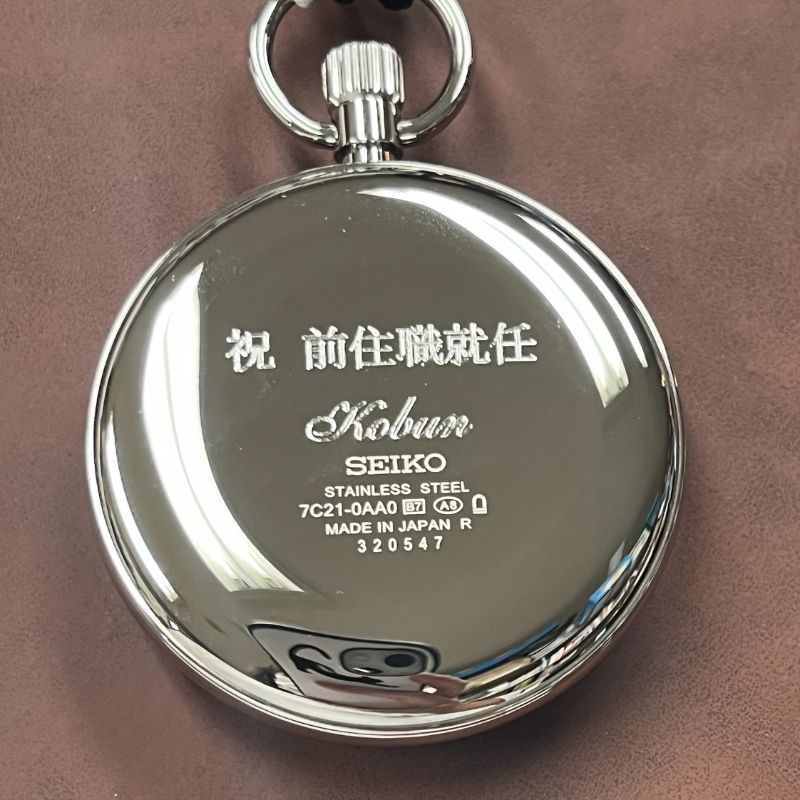 祝 前住職就任
Kobun
SEIKO
STAINLESS STEEL
7C21-0AA0 B7 A8
MADE IN JAPAN R
320547